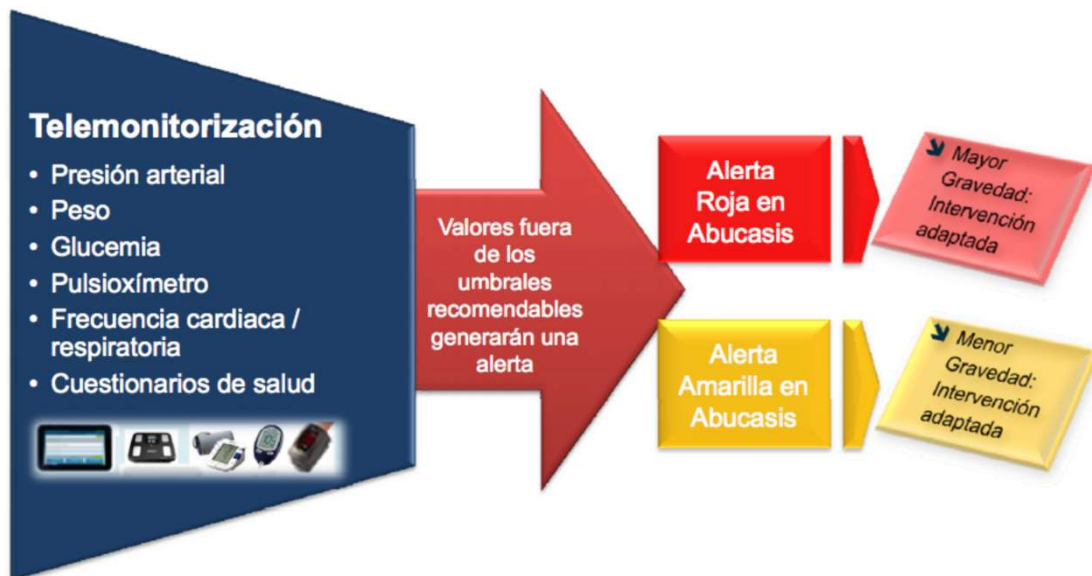 Telemonitorización
• Presión arterial
• Peso
• Glucemia
• Pulsioxímetro
• Frecuencia cardiaca /
respiratoria
• Cuestionarios de salud
Valores fuera
de los
umbrales
recomendables
generarán una
alerta
Alerta
Roja en
Abucasis
Mayor
Gravedad:
Intervención
adaptada
Alerta
Amarilla en
Abucasis
Menor
Gravedad:
Intervención
adaptada